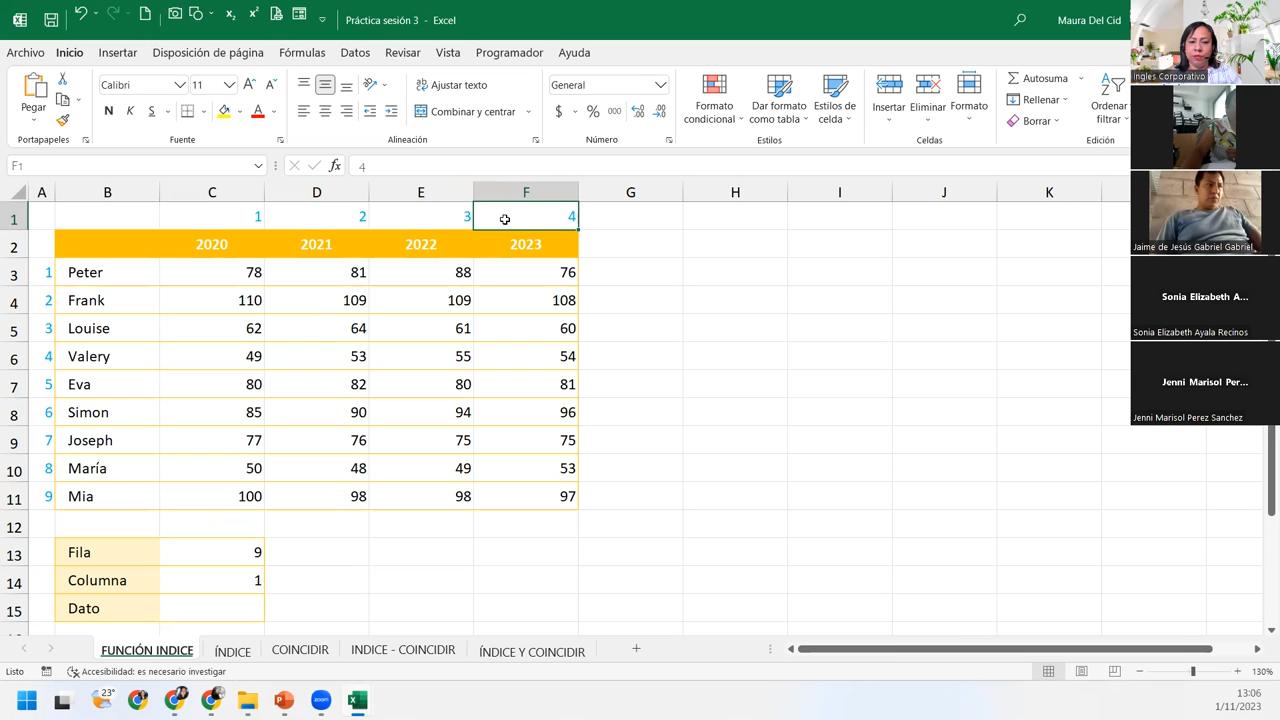 Práctica sesión 3 - Excel
Maura Del Cid
Archivo Inicio Insertar Disposición de página Fórmulas Datos Revisar Vista Programador Ayuda
Pegar
Portapapeles
Calibri 11
N K S
Fuente
ab Ajustar texto
Combinar y centrar
Alineación
General
$ % 000
Número
Formato condicional
Dar formato como tabla
Estilos de celda
Estilos
Insertar Eliminar Formato
Celdas
Autosuma
Rellenar
Borrar
Ordenar
filtrar
Edición
F1 fx 4
A B C D E F G H I J K
1 1 2 3 4
2 2020 2021 2022 2023
3 1 Peter 78 81 88 76
4 2 Frank 110 109 109 108
5 3 Louise 62 64 61 60
6 4 Valery 49 53 55 54
7 5 Eva 80 82 80 81
8 6 Simon 85 90 94 96
9 7 Joseph 77 76 75 75
10 8 María 50 48 49 53
11 9 Mia 100 98 98 97
12
13 Fila 9
14 Columna 1
15 Dato
FUNCIÓN INDICE ÍNDICE COINCIDIR INDICE - COINCIDIR ÍNDICE Y COINCIDIR
Listo Accesibilidad: es necesario investigar 130%
23°
zoom
13:06
1/11/2023
Ingles Corporativo
Jaime de Jesús Gabriel Gabriel
Sonia Elizabeth A...
Sonia Elizabeth Ayala Recinos
Jenni Marisol Per...
Jenni Marisol Perez Sanchez